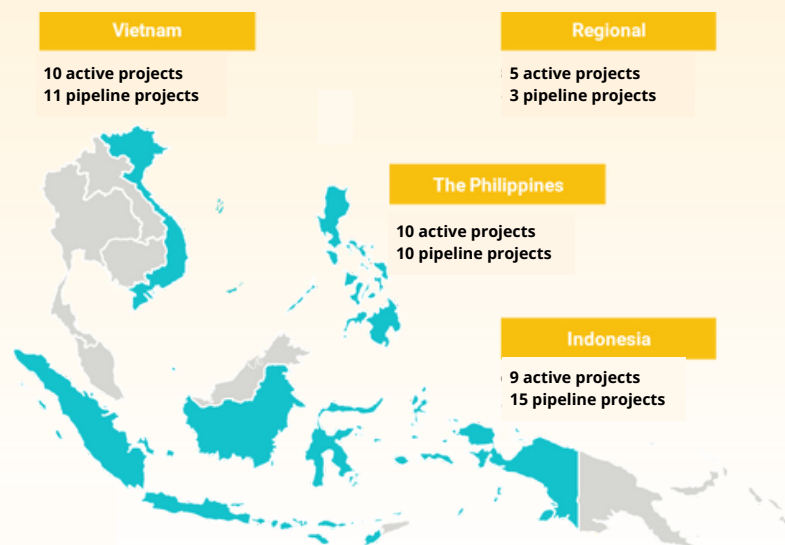 Vietnam
10 active projects
11 pipeline projects
Regional
5 active projects
3 pipeline projects
The Philippines
10 active projects
10 pipeline projects
Indonesia
9 active projects
15 pipeline projects